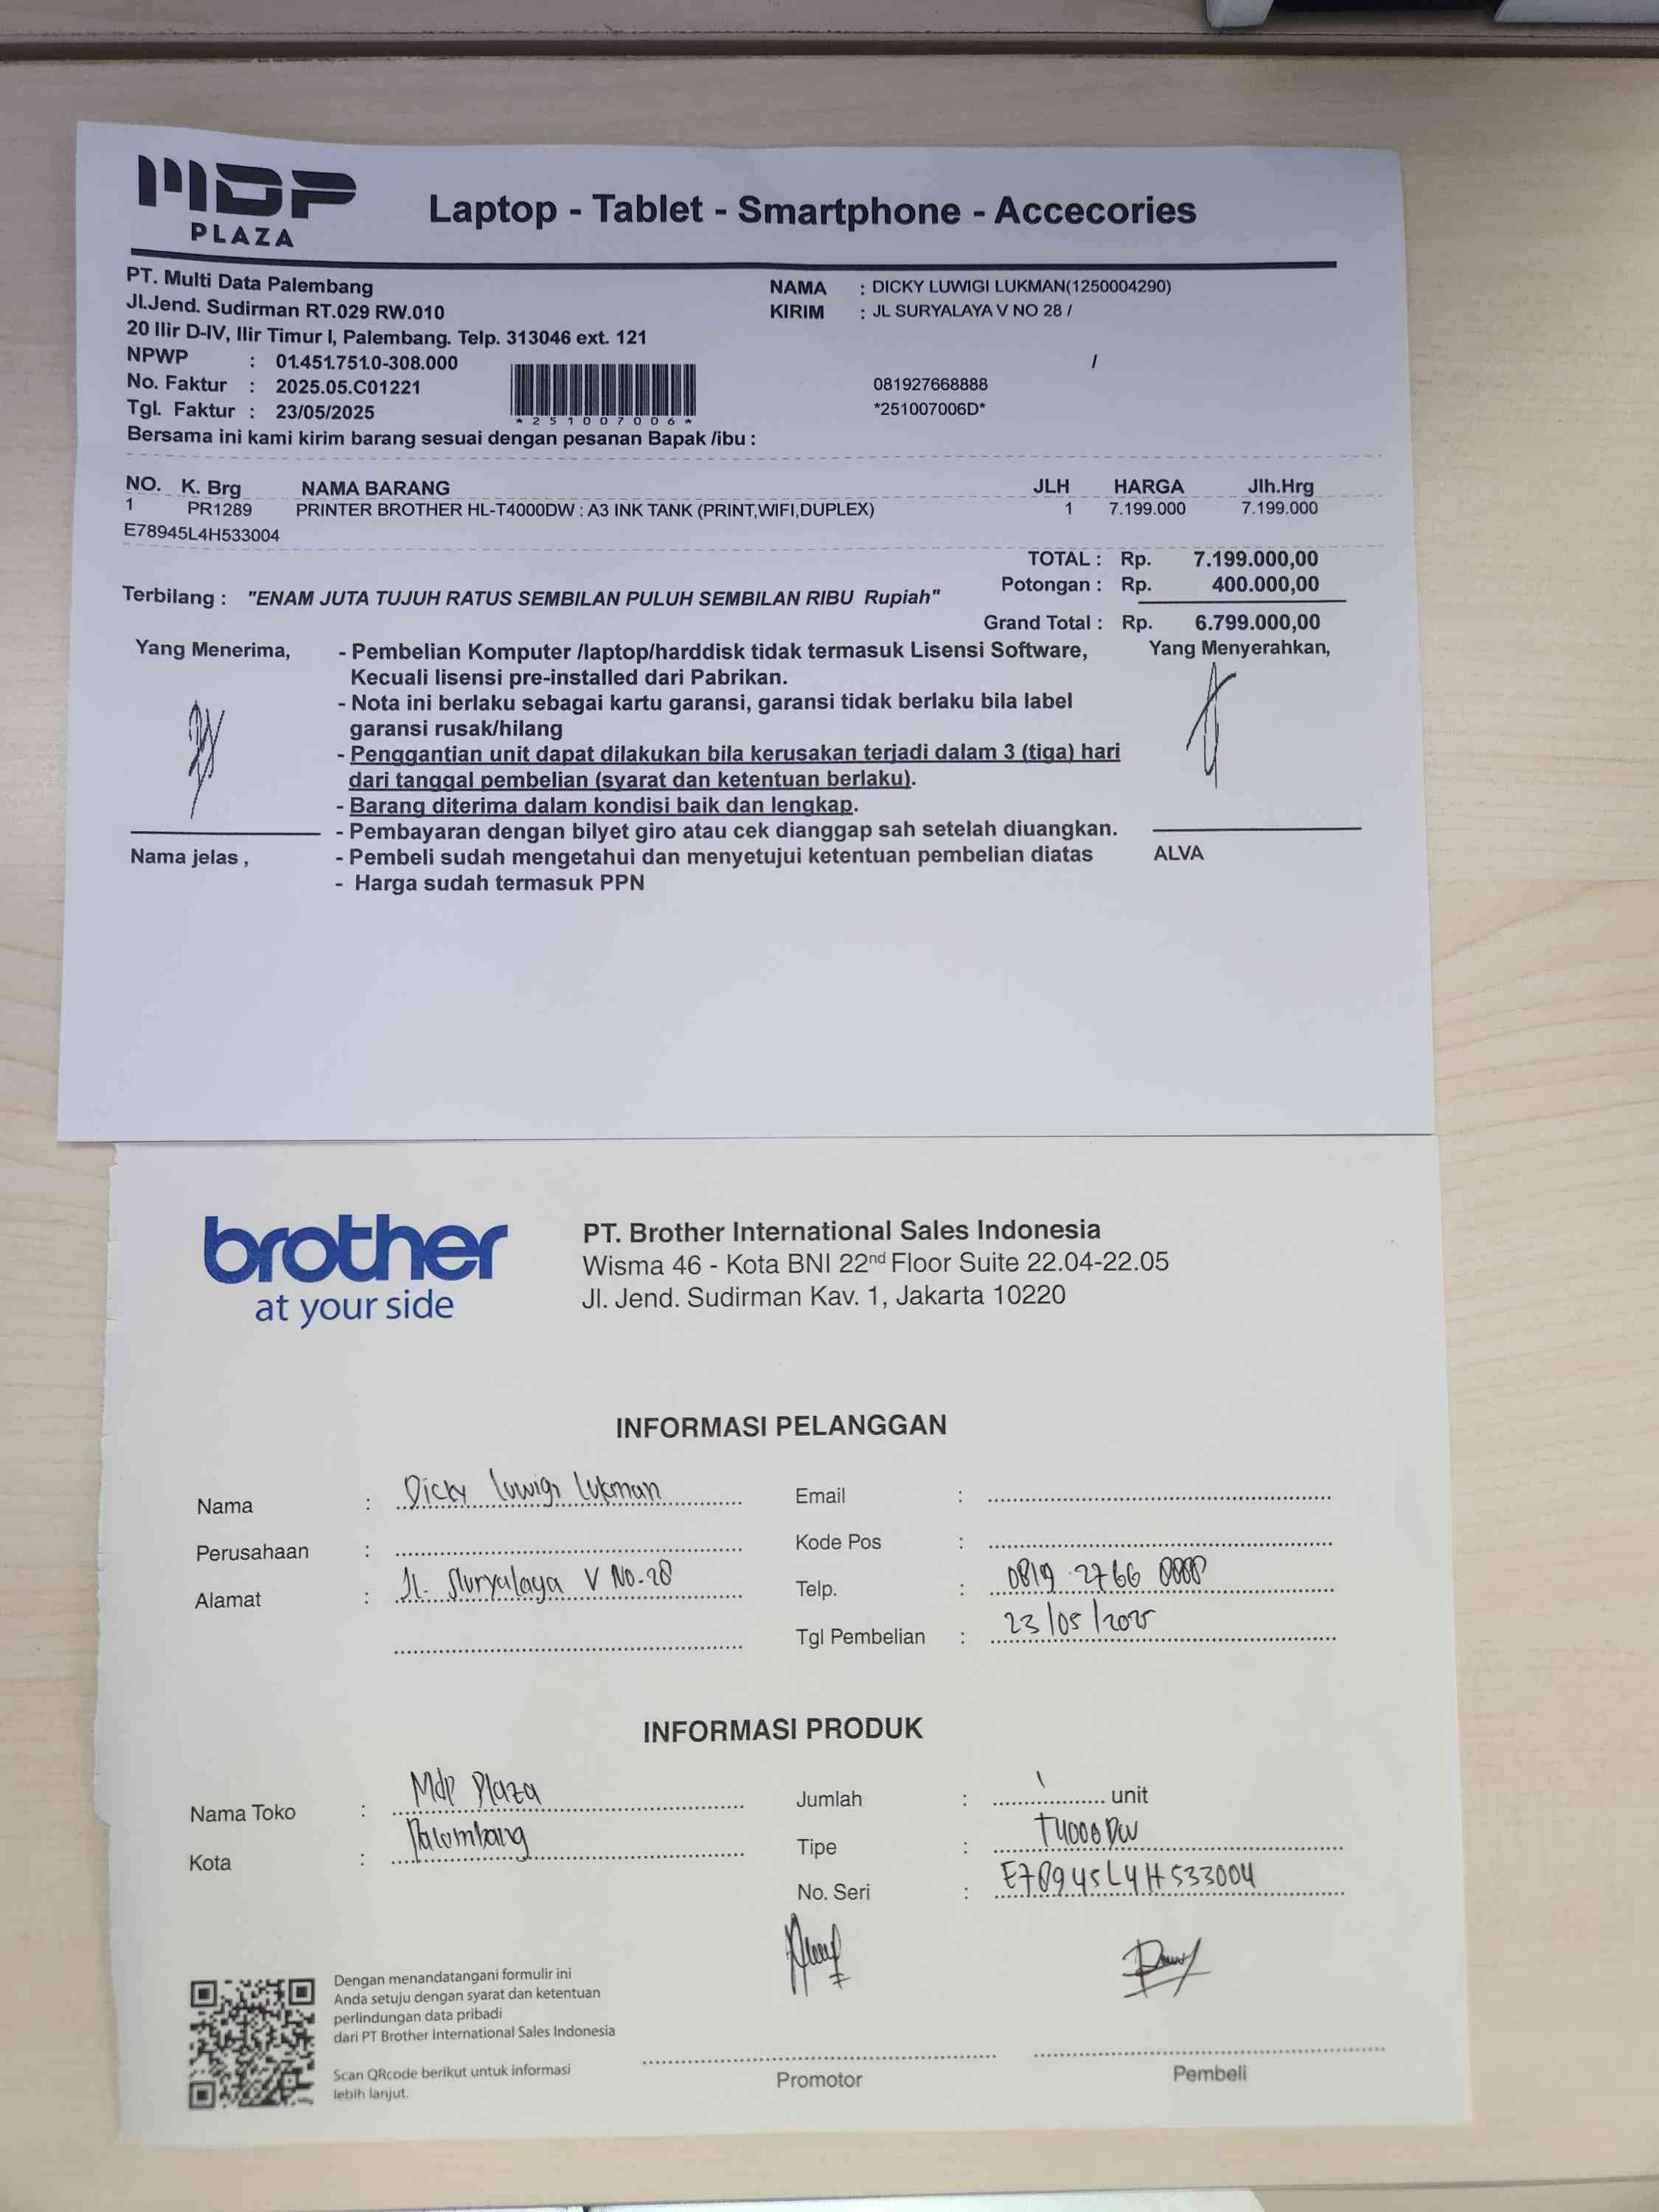 MDP
PLAZA
Laptop - Tablet - Smartphone - Accecories
PT. Multi Data Palembang
Jl.Jend. Sudirman RT.029 RW.010
20 Ilir D-IV, Ilir Timur I, Palembang. Telp. 313046 ext. 121
NPWP : 01.451.751.0-308.000
No. Faktur : 2025.05.C01221
Tgl. Faktur : 23/05/2025
*251007006*
NAMA : DICKY LUWIGI LUKMAN(1250004290)
KIRIM : JL SURYALAYA V NO 28 /
/
081927668888
*251007006D*
Bersama ini kami kirim barang sesuai dengan pesanan Bapak /ibu :
NO. K. Brg NAMA BARANG JLH HARGA Jlh.Hrg
1 PR1289 PRINTER BROTHER HL-T4000DW : A3 INK TANK (PRINT,WIFI,DUPLEX) 1 7.199.000 7.199.000
E78945L4H533004
TOTAL : Rp. 7.199.000,00
Potongan : Rp. 400.000,00
Terbilang : "ENAM JUTA TUJUH RATUS SEMBILAN PULUH SEMBILAN RIBU Rupiah"
Grand Total : Rp. 6.799.000,00
Yang Menerima,
- Pembelian Komputer /laptop/harddisk tidak termasuk Lisensi Software,
Kecuali lisensi pre-installed dari Pabrikan.
- Nota ini berlaku sebagai kartu garansi, garansi tidak berlaku bila label
garansi rusak/hilang
- Penggantian unit dapat dilakukan bila kerusakan terjadi dalam 3 (tiga) hari
dari tanggal pembelian (syarat dan ketentuan berlaku).
- Barang diterima dalam kondisi baik dan lengkap.
- Pembayaran dengan bilyet giro atau cek dianggap sah setelah diuangkan.
- Pembeli sudah mengetahui dan menyetujui ketentuan pembelian diatas
- Harga sudah termasuk PPN
Yang Menyerahkan,
Nama jelas ,
ALVA
brother
at your side
PT. Brother International Sales Indonesia
Wisma 46 - Kota BNI 22nd Floor Suite 22.04-22.05
Jl. Jend. Sudirman Kav. 1, Jakarta 10220
INFORMASI PELANGGAN
Nama : Dicky Luwigi Lukman
Perusahaan :
Alamat : Jl. Suryalaya V No.28
Email :
Kode Pos :
Telp. : 0819 2766 8888
Tgl Pembelian : 23/05/2025
INFORMASI PRODUK
Nama Toko : Mdp Plaza
Kota : Palembang
Jumlah : 1 unit
Tipe : T4000DW
No. Seri : E78945L4H533004
Dengan menandatangani formulir ini
Anda setuju dengan syarat dan ketentuan
perlindungan data pribadi
dari PT Brother International Sales Indonesia
Scan QRcode berikut untuk informasi
lebih lanjut.
Promotor
Pembeli